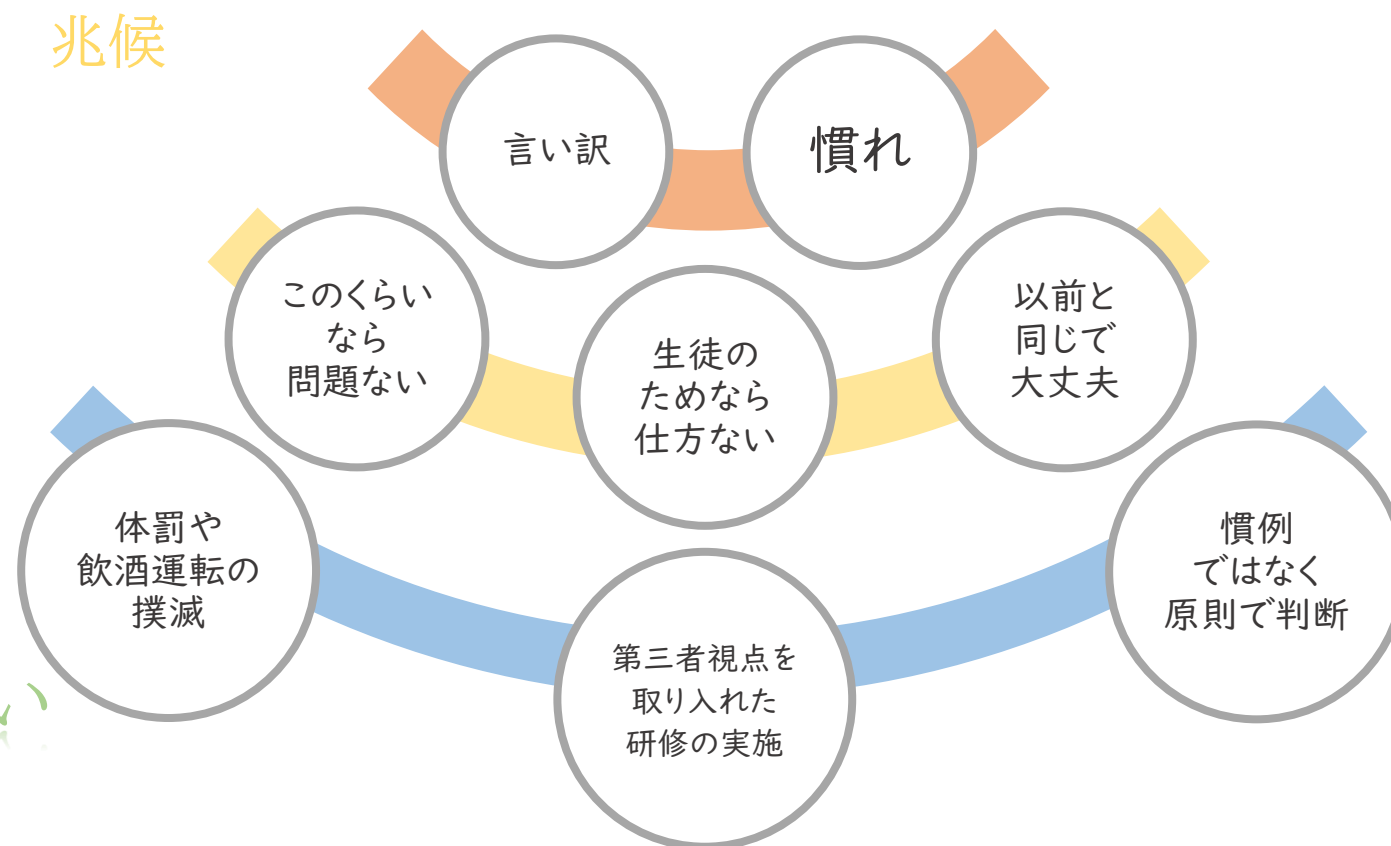 兆候
言い訳
慣れ
このくらい
なら
問題ない
生徒の
ためなら
仕方ない
以前と
同じで
大丈夫
体罰や
飲酒運転の
撲滅
第三者視点を
取り入れた
研修の実施
慣例
ではなく
原則で判断
い